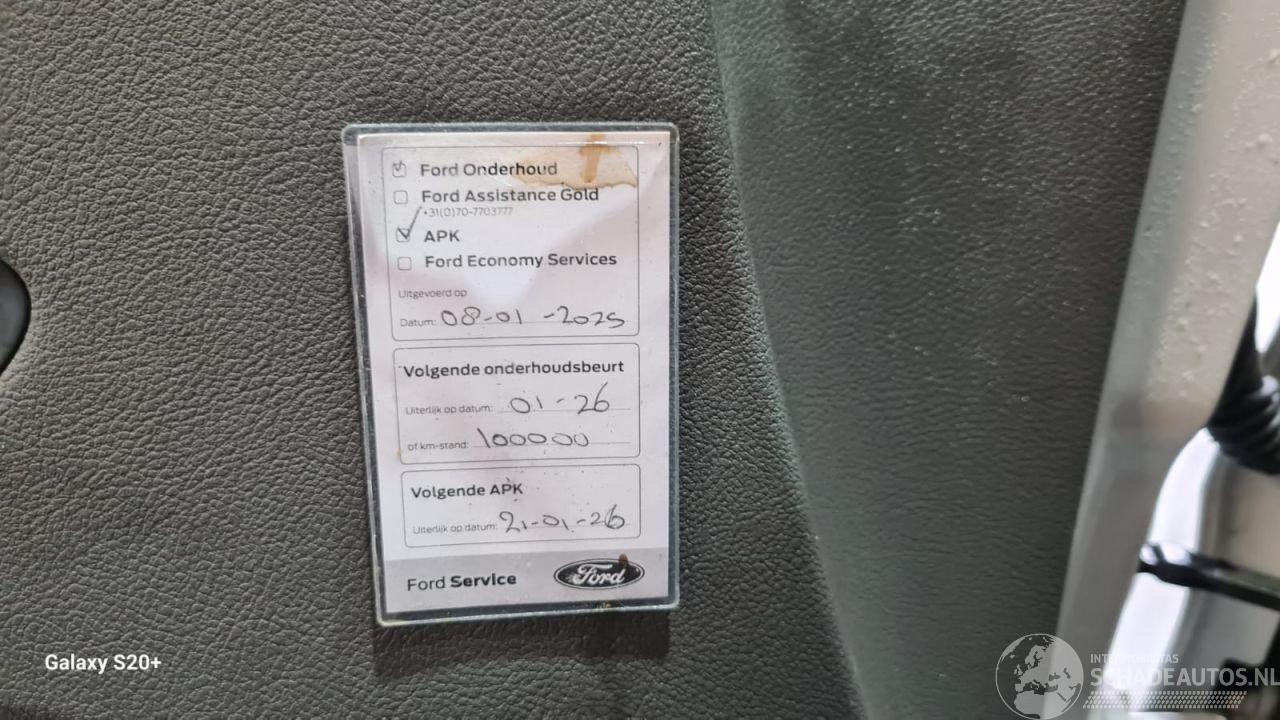 Ford Onderhoud
Ford Assistance Gold
+31(0)70-7703777
APK
Ford Economy Services
Uitgevoerd op
Datum: 08-01-2025
Volgende onderhoudsbeurt
Uiterlijk op datum: 01-26
of km-stand: 100000
Volgende APK
Uiterlijk op datum: 21-01-26
Ford Service
Ford
Galaxy S20+
INTERMOBILITAS
SCHADEAUTOS.NL